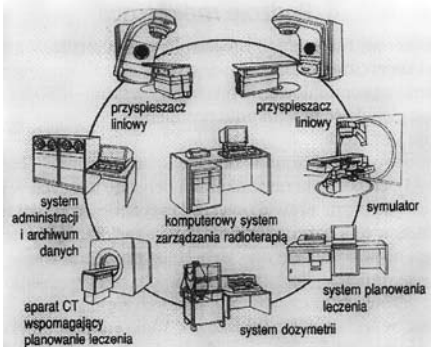 przyspieszacz
liniowy
przyspieszacz
liniowy
system
administracji
i archiwum
danych
komputerowy system
zarządzania radioterapią
symulator
aparat CT
wspomagający
planowanie leczenia
system dozymetrii
system planowania
leczenia